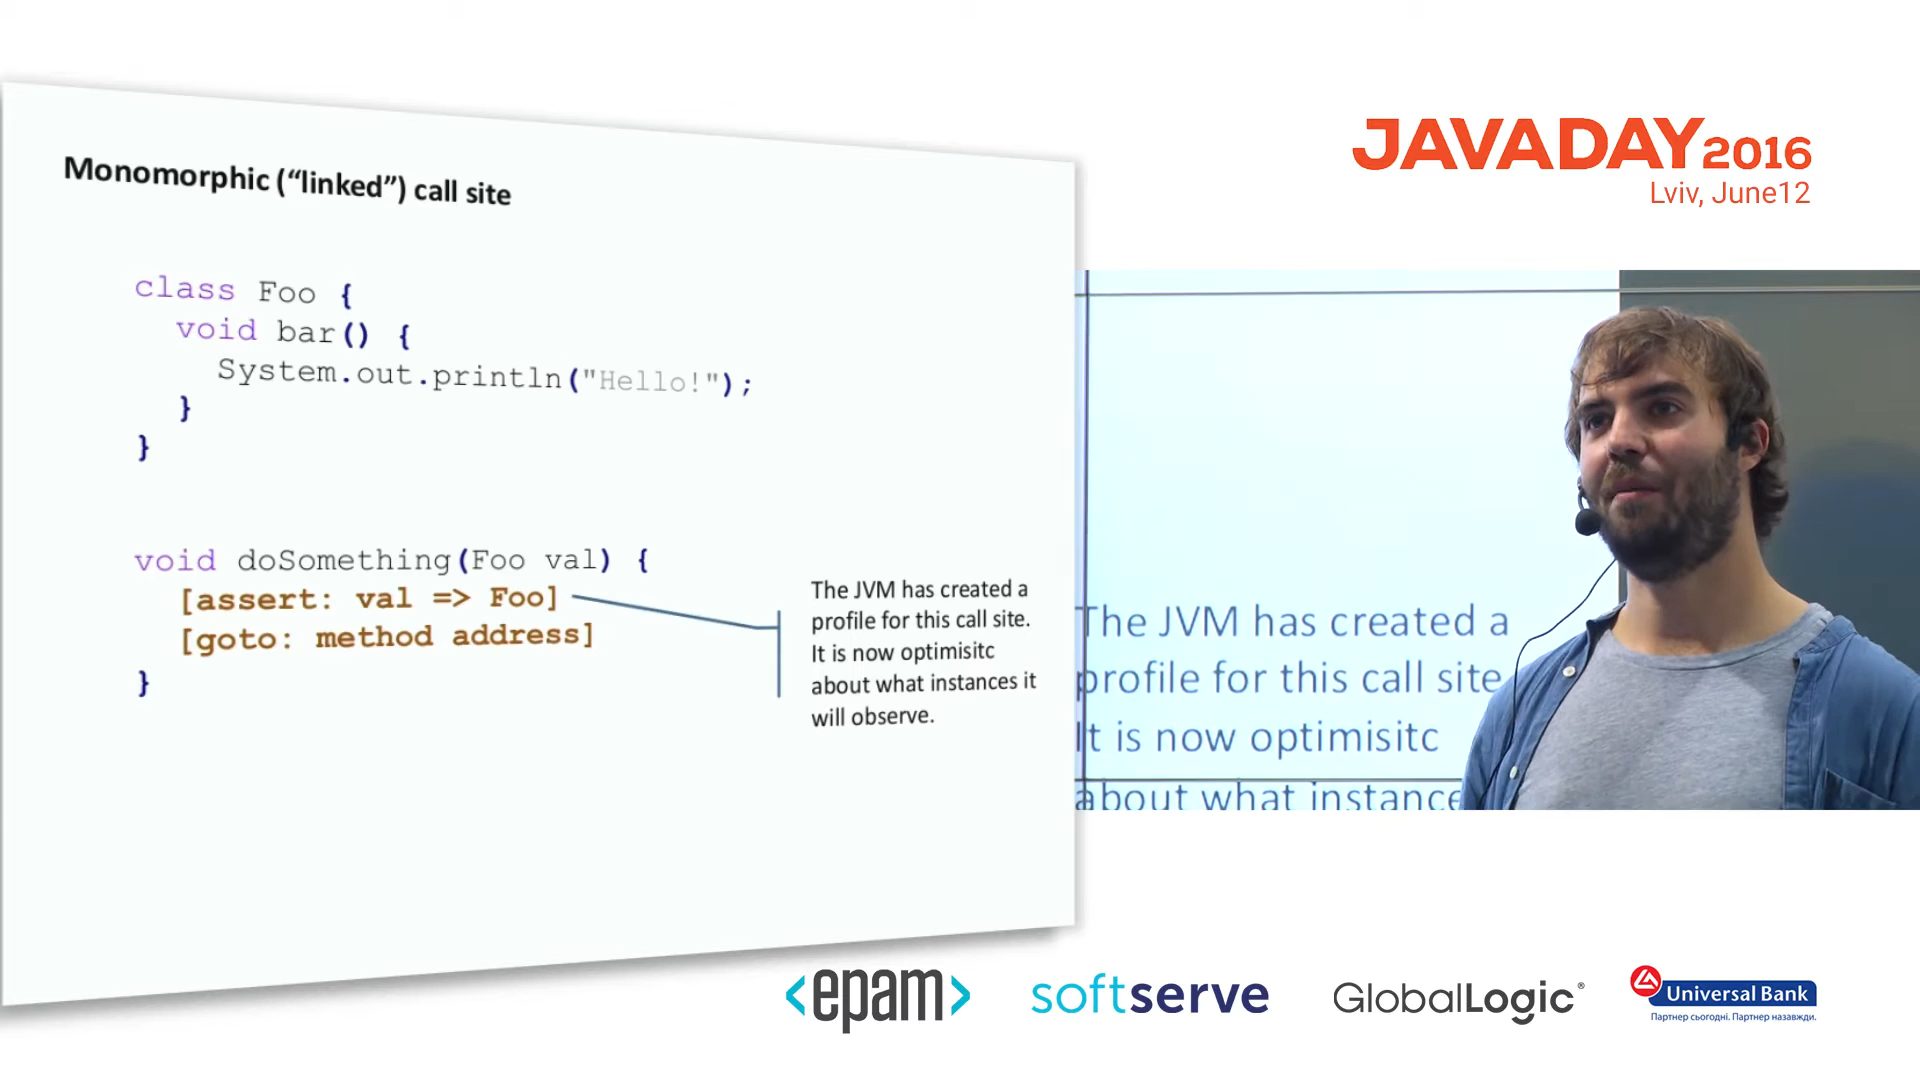 Monomorphic (“linked”) call site
class Foo {
void bar() {
System.out.println("Hello!");
}
}
void doSomething(Foo val) {
[assert: val => Foo]
[goto: method address]
}
The JVM has created a
profile for this call site.
It is now optimisitc
about what instances it
will observe.
JAVADAY2016
Lviv, June12
The JVM has created a
profile for this call site
It is now optimisitc
about what instance
<epam>
softserve
GlobalLogic®
Universal Bank
Партнер сьогодні. Партнер назавжди.